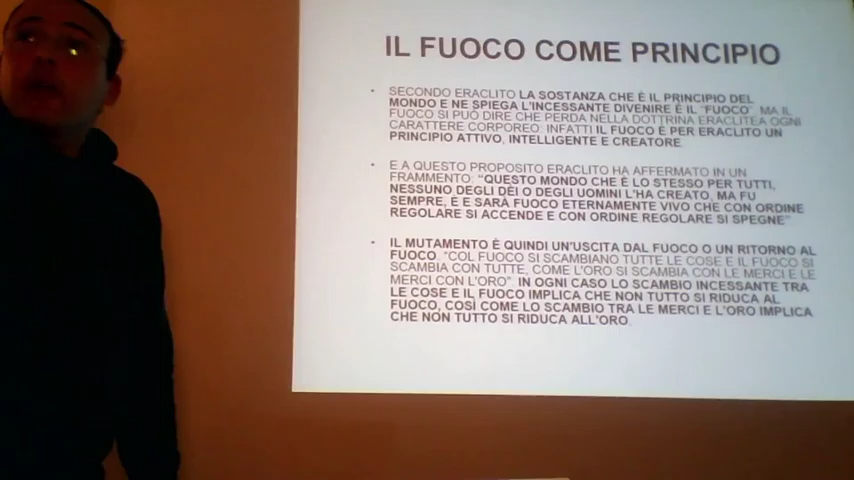 IL FUOCO COME PRINCIPIO
• SECONDO ERACLITO LA SOSTANZA CHE È IL PRINCIPIO DEL
MONDO E NE SPIEGA L'INCESSANTE DIVENIRE È IL "FUOCO" MA IL
FUOCO SI PUÒ DIRE CHE PERDA NELLA DOTTRINA ERACLITEA OGNI
CARATTERE CORPOREO: INFATTI IL FUOCO È PER ERACLITO UN
PRINCIPIO ATTIVO, INTELLIGENTE E CREATORE.
• E A QUESTO PROPOSITO ERACLITO HA AFFERMATO IN UN
FRAMMENTO: "QUESTO MONDO CHE È LO STESSO PER TUTTI,
NESSUNO DEGLI DÈI O DEGLI UOMINI L'HA CREATO, MA FU
SEMPRE, È E SARÀ FUOCO ETERNAMENTE VIVO CHE CON ORDINE
REGOLARE SI ACCENDE E CON ORDINE REGOLARE SI SPEGNE"
• IL MUTAMENTO È QUINDI UN'USCITA DAL FUOCO O UN RITORNO AL
FUOCO. "COL FUOCO SI SCAMBIANO TUTTE LE COSE E IL FUOCO SI
SCAMBIA CON TUTTE, COME L'ORO SI SCAMBIA CON LE MERCI E LE
MERCI CON L'ORO". IN OGNI CASO LO SCAMBIO INCESSANTE TRA
LE COSE E IL FUOCO IMPLICA CHE NON TUTTO SI RIDUCA AL
FUOCO, COSÌ COME LO SCAMBIO TRA LE MERCI E L'ORO IMPLICA
CHE NON TUTTO SI RIDUCA ALL'ORO.